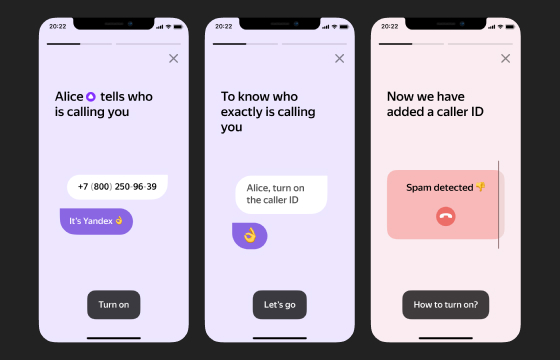 20:22
Alice tells who
is calling you
+7 (800) 250-96-39
It's Yandex 👌
Turn on
20:22
To know who
exactly is calling
you
Alice, turn on
the caller ID
👌
Let's go
20:22
Now we have
added a caller ID
Spam detected 👎
How to turn on?